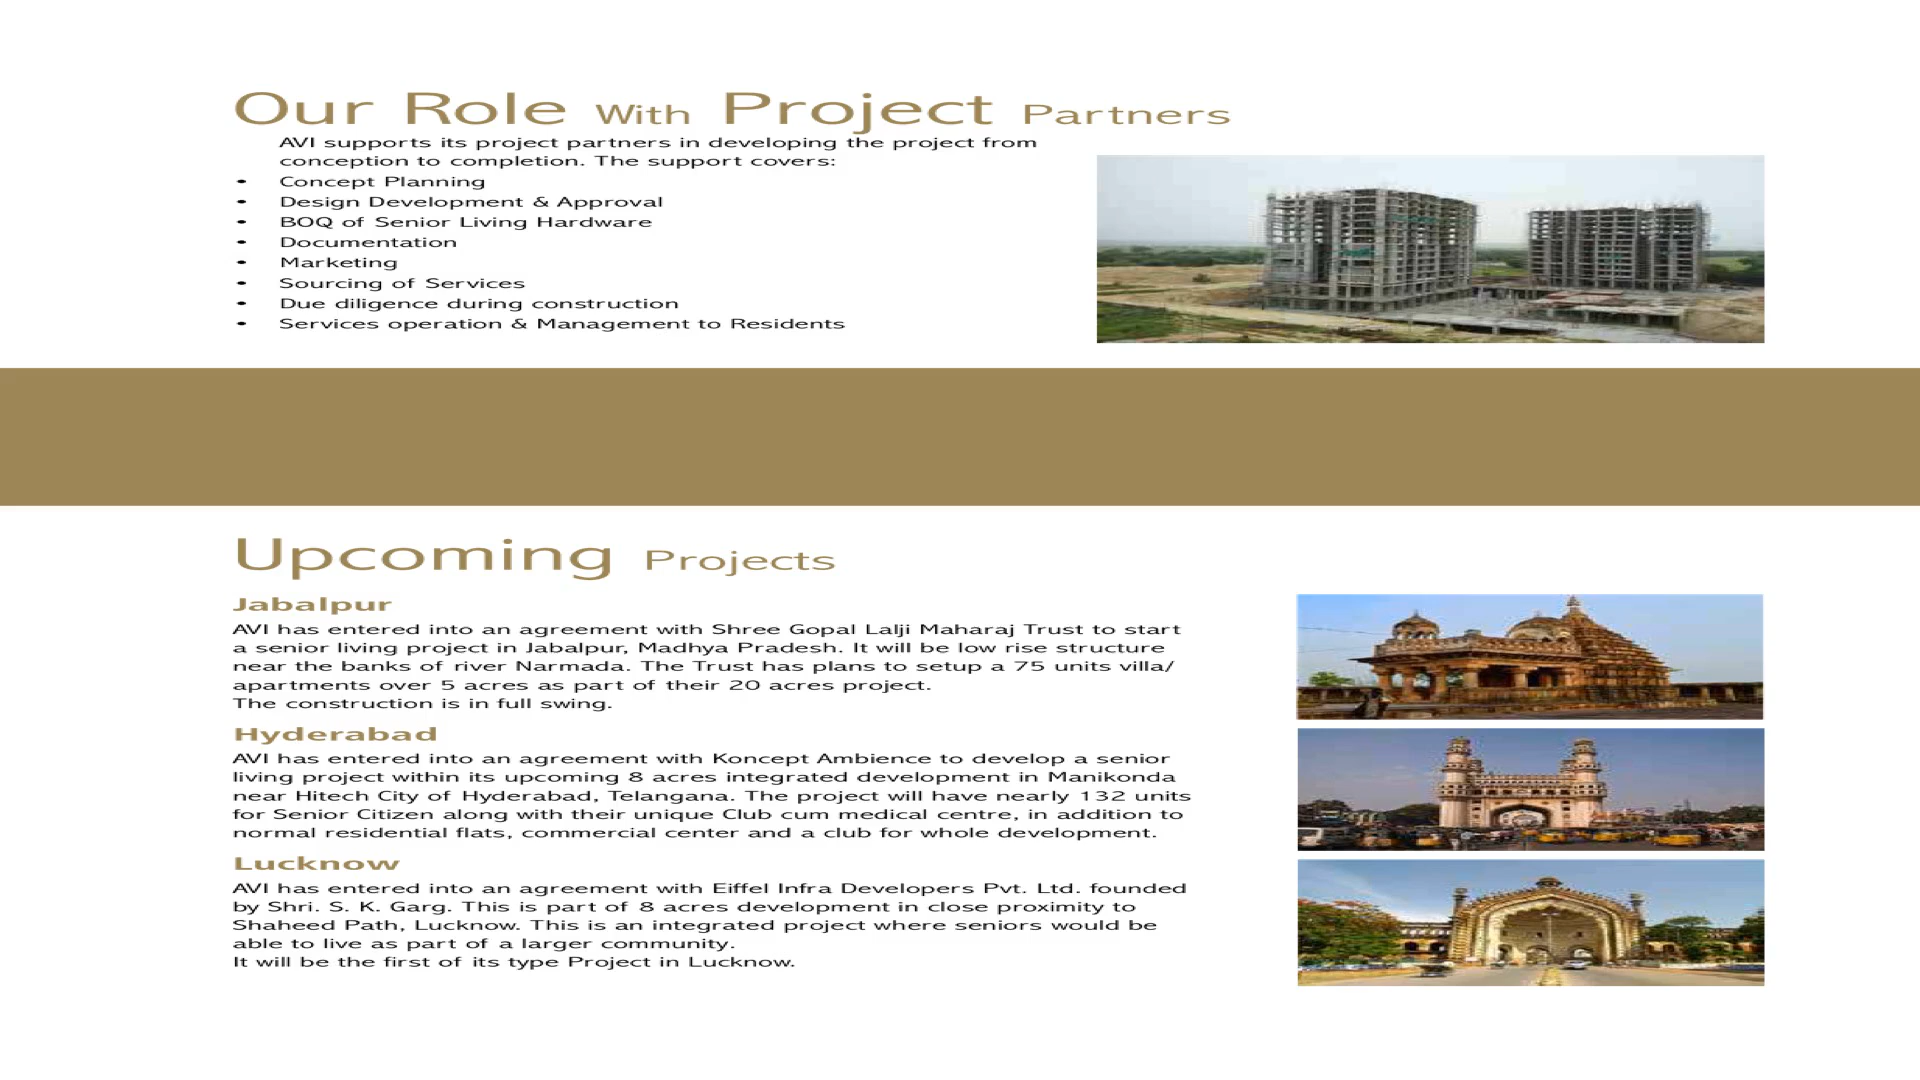 Our Role With Project Partners
AVI supports its project partners in developing the project from
conception to completion. The support covers:
• Concept Planning
• Design Development & Approval
• BOQ of Senior Living Hardware
• Documentation
• Marketing
• Sourcing of Services
• Due diligence during construction
• Services operation & Management to Residents
Upcoming Projects
Jabalpur
AVI has entered into an agreement with Shree Gopal Lalji Maharaj Trust to start
a senior living project in Jabalpur, Madhya Pradesh. It will be low rise structure
near the banks of river Narmada. The Trust has plans to setup a 75 units villa/
apartments over 5 acres as part of their 20 acres project.
The construction is in full swing.
Hyderabad
AVI has entered into an agreement with Koncept Ambience to develop a senior
living project within its upcoming 8 acres integrated development in Manikonda
near Hitech City of Hyderabad, Telangana. The project will have nearly 132 units
for Senior Citizen along with their unique Club cum medical centre, in addition to
normal residential flats, commercial center and a club for whole development.
Lucknow
AVI has entered into an agreement with Eiffel Infra Developers Pvt. Ltd. founded
by Shri. S. K. Garg. This is part of 8 acres development in close proximity to
Shaheed Path, Lucknow. This is an integrated project where seniors would be
able to live as part of a larger community.
It will be the first of its type Project in Lucknow.